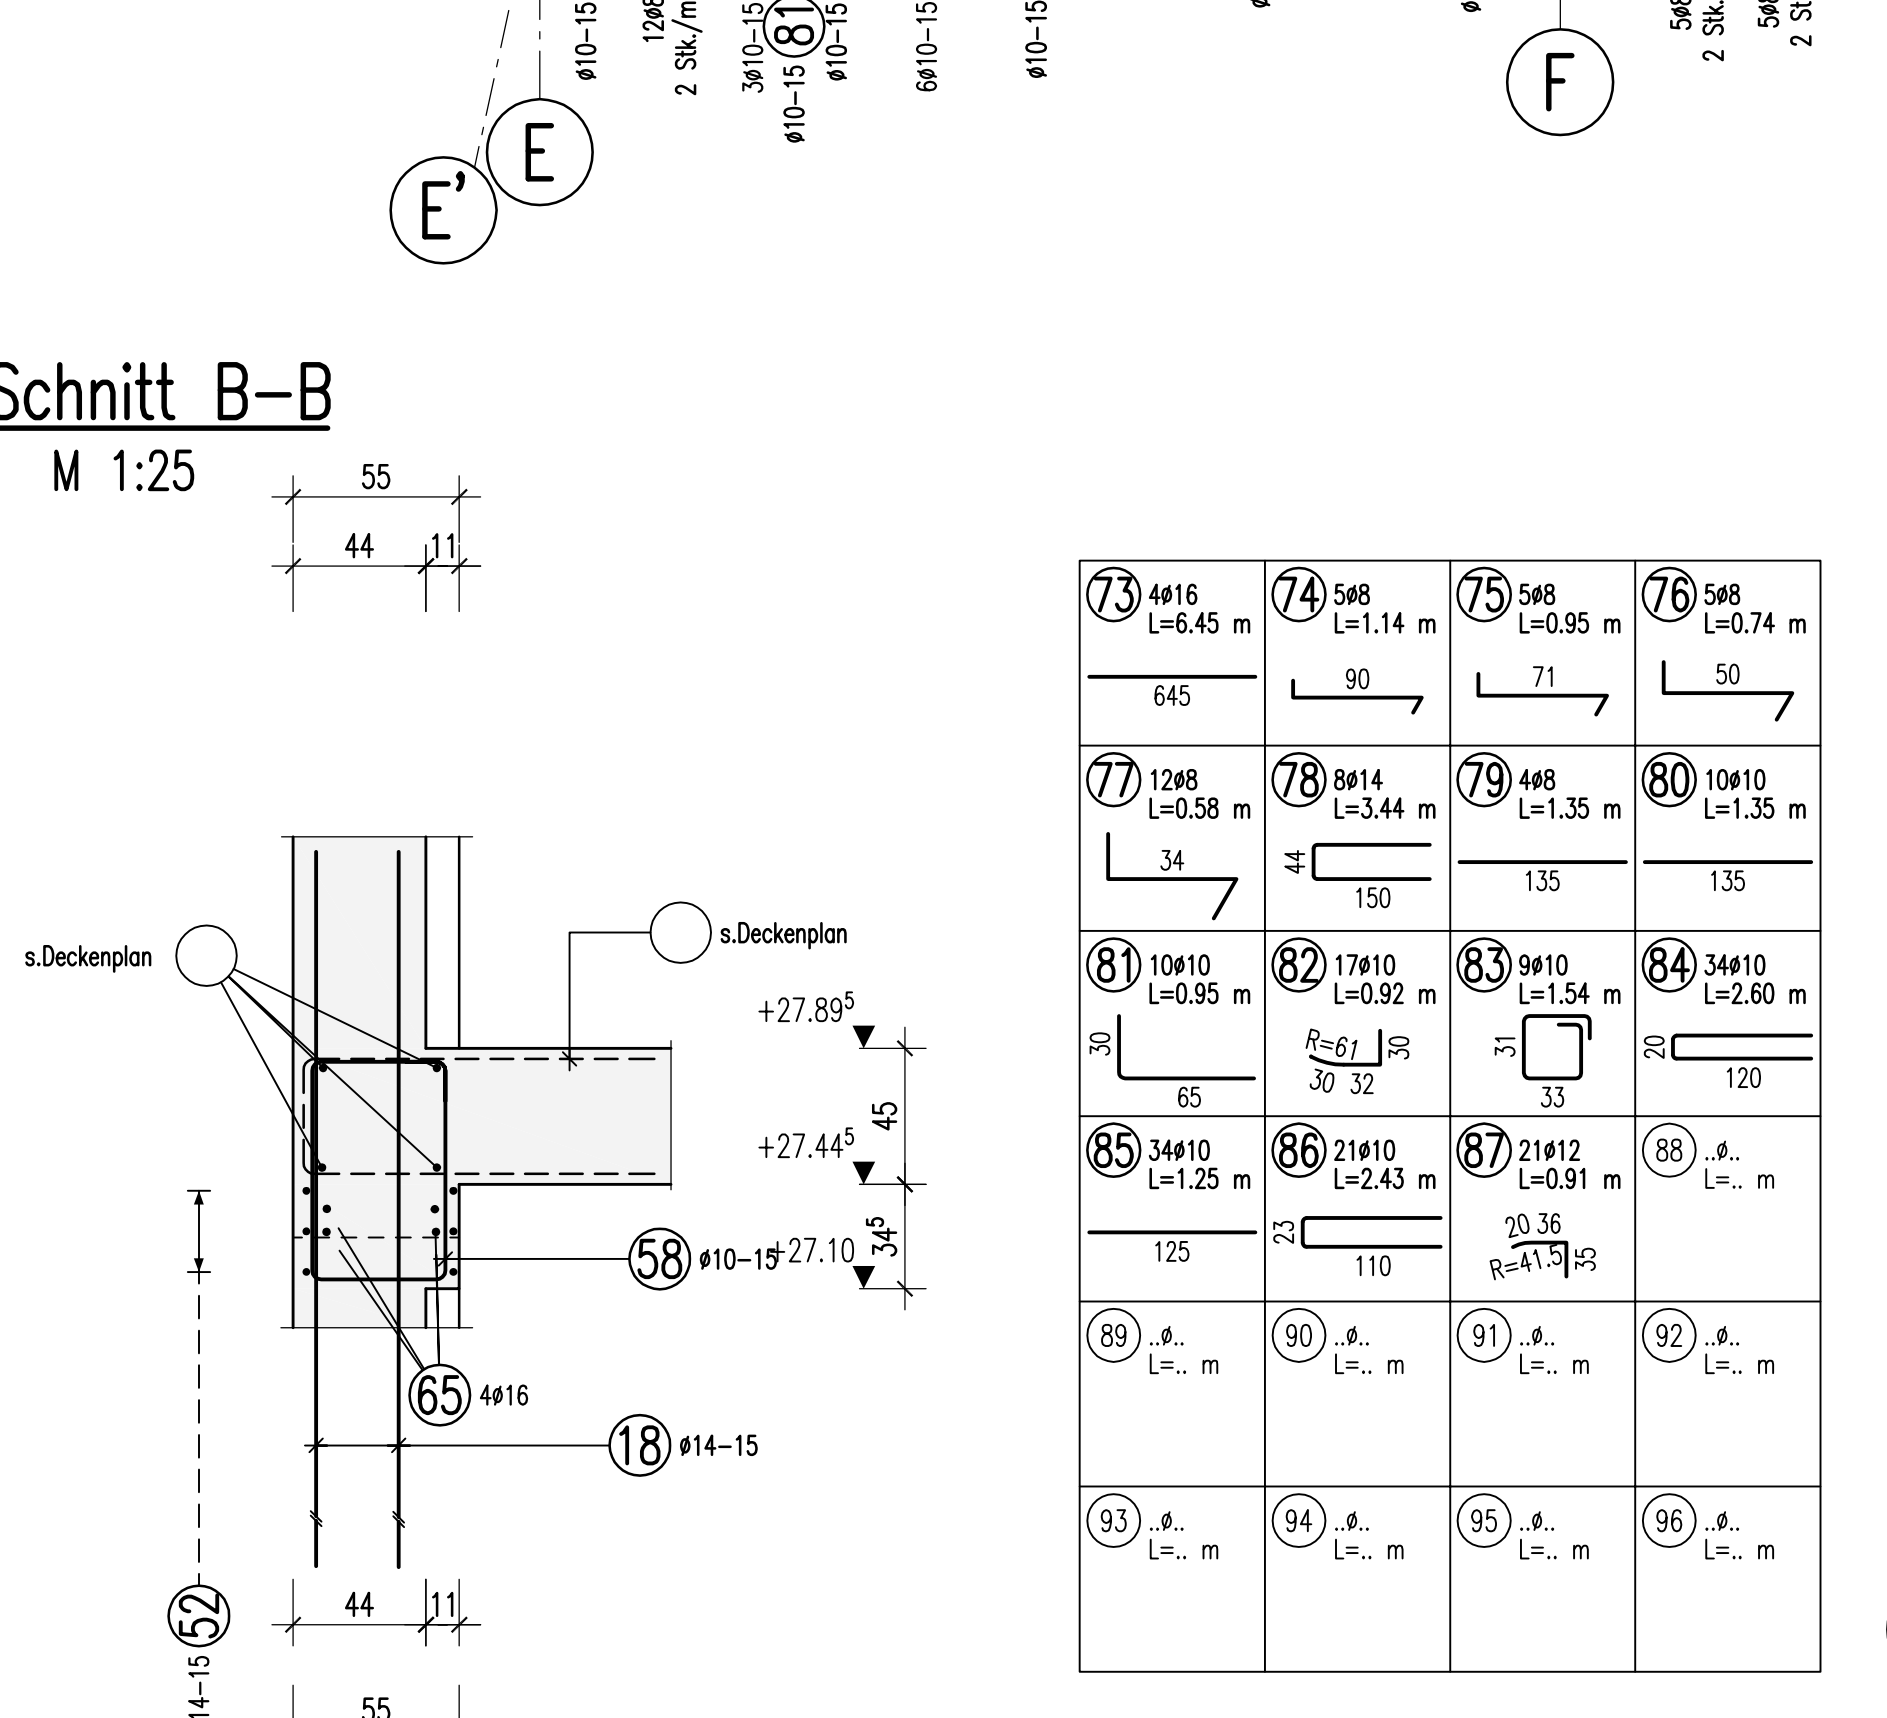 ø10-15
12ø8
2 Stk./m
3ø10-15
81
ø10-15
ø10-15
6ø10-15
ø10-15
5ø8
2 Stk.
5ø8
2 St
F
E
E'
Schnitt B-B
M 1:25
55
44 11
s.Deckenplan
s.Deckenplan
+27.89⁵
45
+27.44⁵
34⁵
58 ø10-15
+27.10
65 4ø16
18 ø14-15
52
14-15
44 11
55
73 4ø16
L=6.45 m
645
74 5ø8
L=1.14 m
90
75 5ø8
L=0.95 m
71
76 5ø8
L=0.74 m
50
77 12ø8
L=0.58 m
34
78 8ø14
L=3.44 m
44
150
79 4ø8
L=1.35 m
135
80 10ø10
L=1.35 m
135
81 10ø10
L=0.95 m
30
65
82 17ø10
L=0.92 m
R=61 30
30 32
83 9ø10
L=1.54 m
31
33
84 34ø10
L=2.60 m
20
120
85 34ø10
L=1.25 m
125
86 21ø10
L=2.43 m
23
110
87 21ø12
L=0.91 m
20 36
R=41.5 35
88 ..ø..
L=.. m
89 ..ø..
L=.. m
90 ..ø..
L=.. m
91 ..ø..
L=.. m
92 ..ø..
L=.. m
93 ..ø..
L=.. m
94 ..ø..
L=.. m
95 ..ø..
L=.. m
96 ..ø..
L=.. m